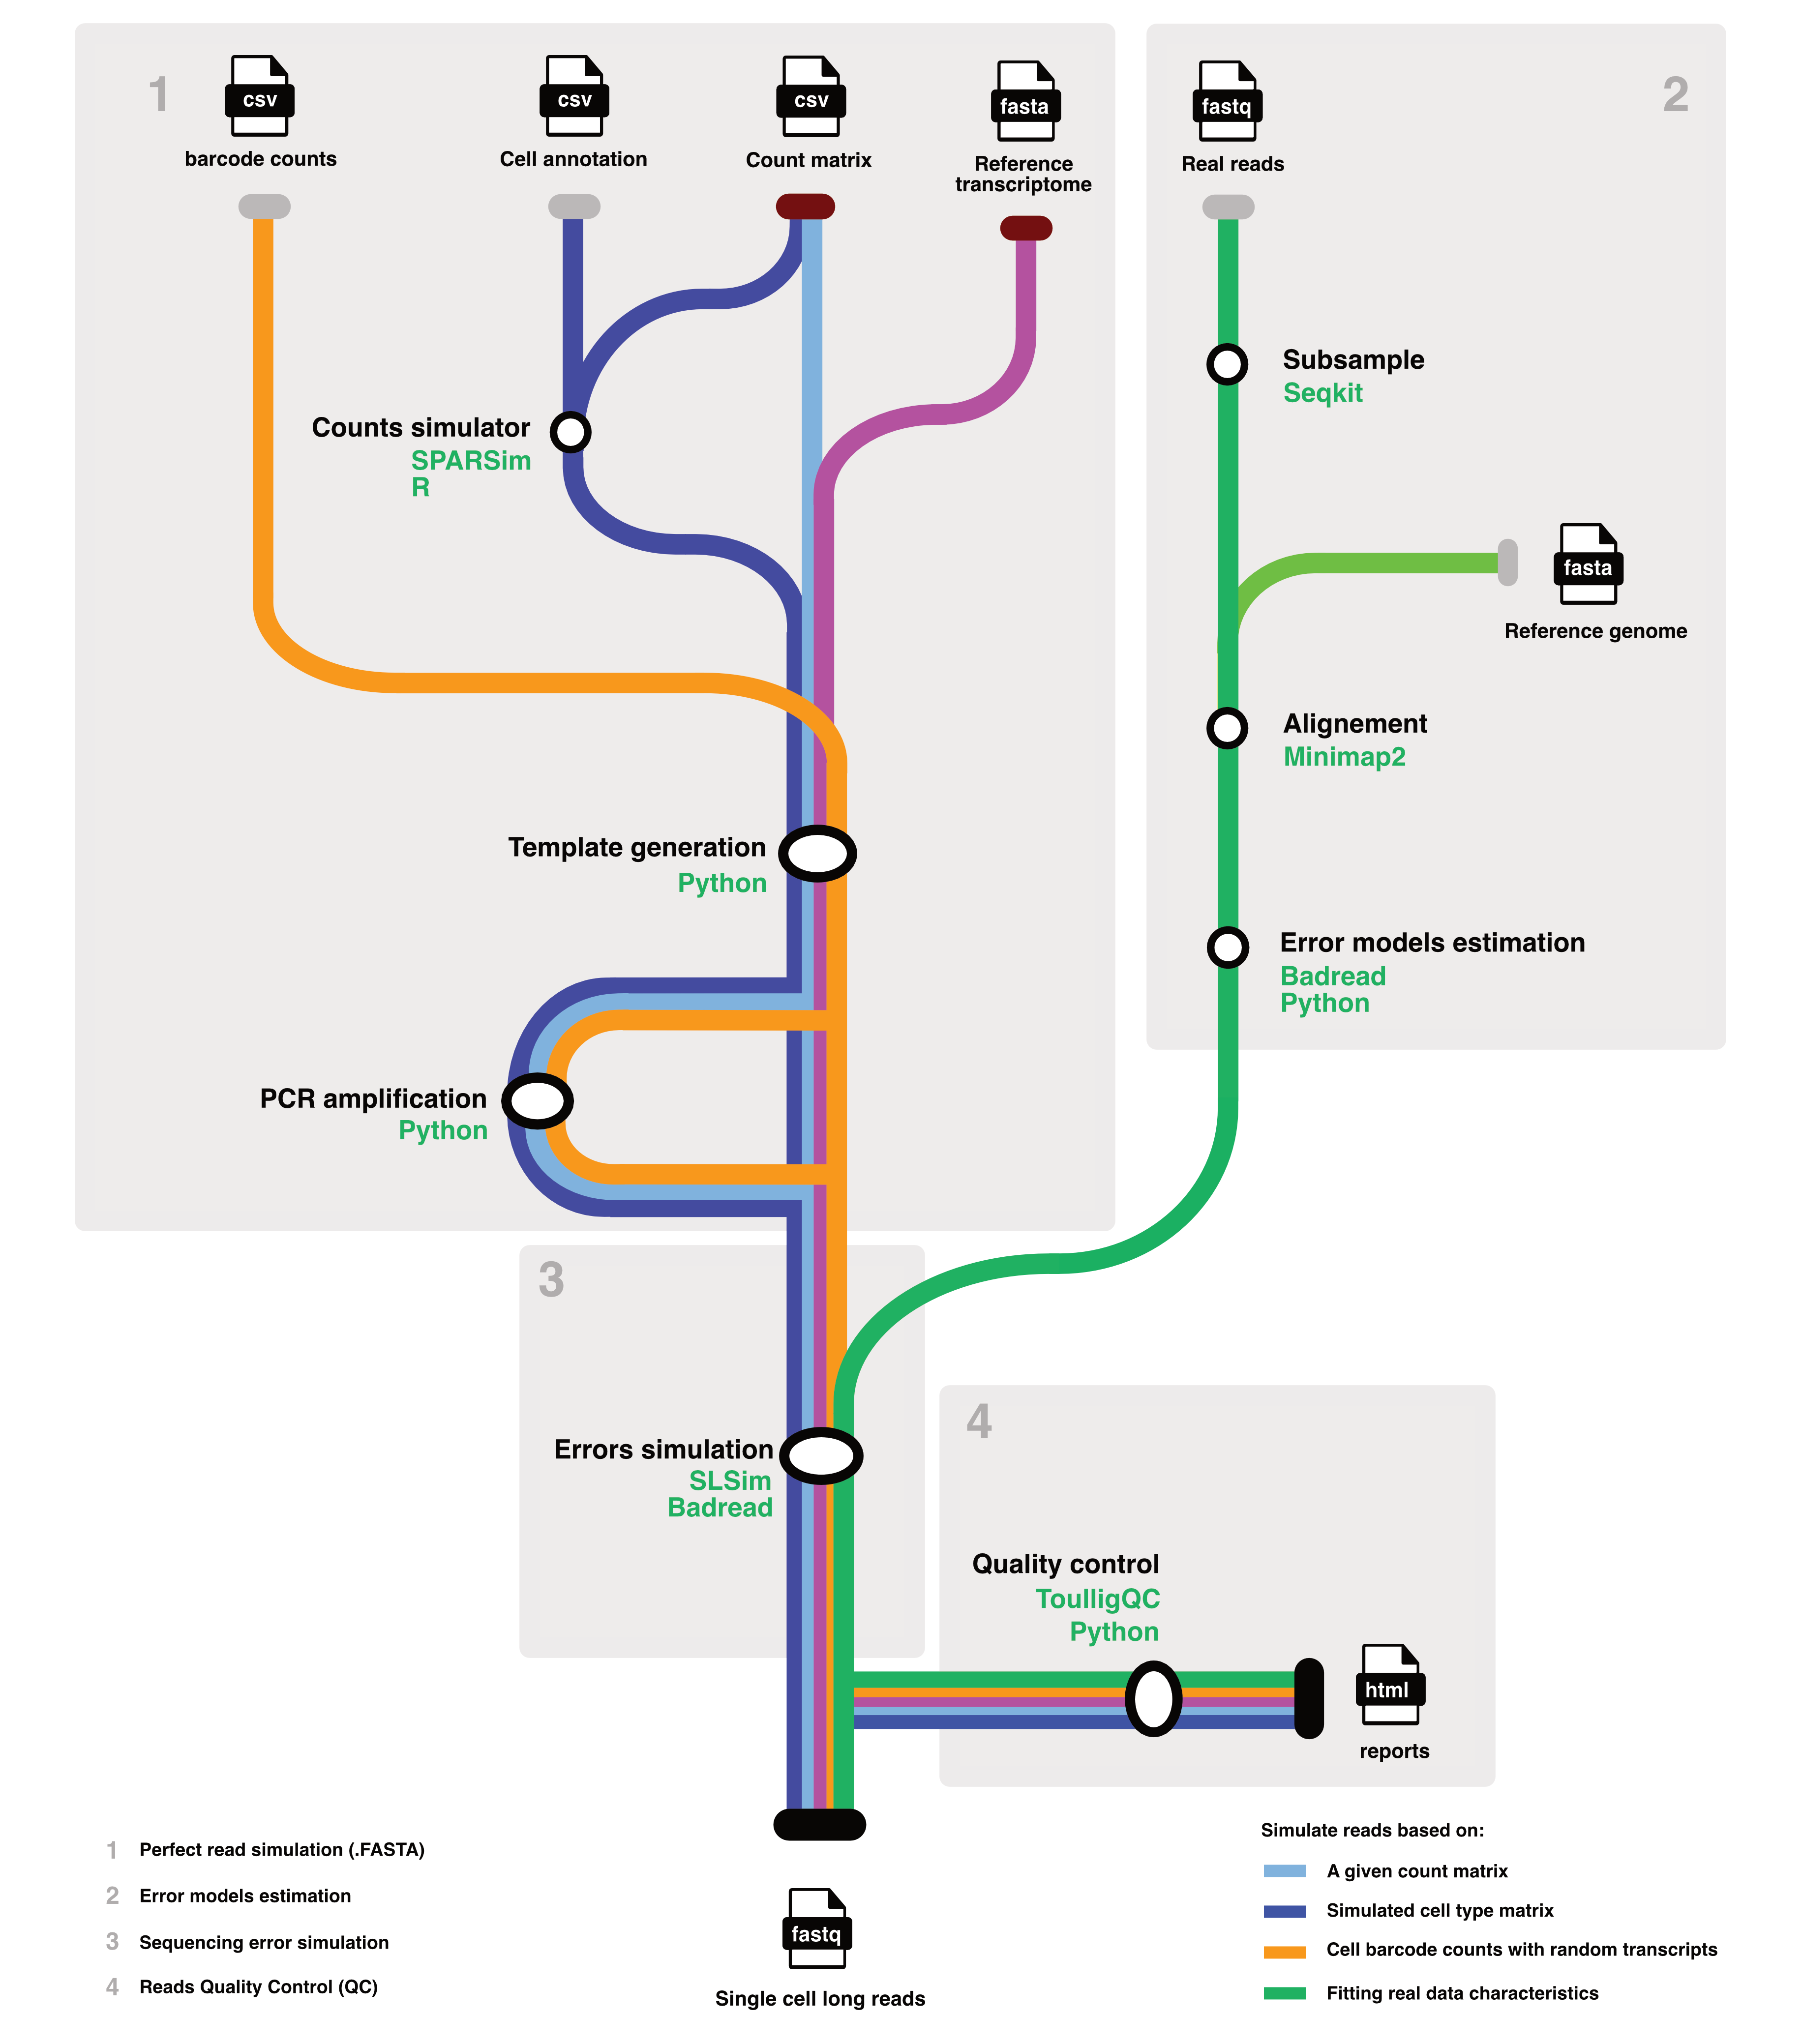 1
csv
barcode counts
csv
Cell annotation
csv
Count matrix
fasta
Reference
transcriptome
2
fastq
Real reads
Subsample
Seqkit
Counts simulator
SPARSim
R
fasta
Reference genome
Alignement
Minimap2
Template generation
Python
Error models estimation
Badread
Python
PCR amplification
Python
3
Errors simulation
SLSim
Badread
4
Quality control
ToulligQC
Python
html
reports
fastq
Single cell long reads
1 Perfect read simulation (.FASTA)
2 Error models estimation
3 Sequencing error simulation
4 Reads Quality Control (QC)
Simulate reads based on:
A given count matrix
Simulated cell type matrix
Cell barcode counts with random transcripts
Fitting real data characteristics